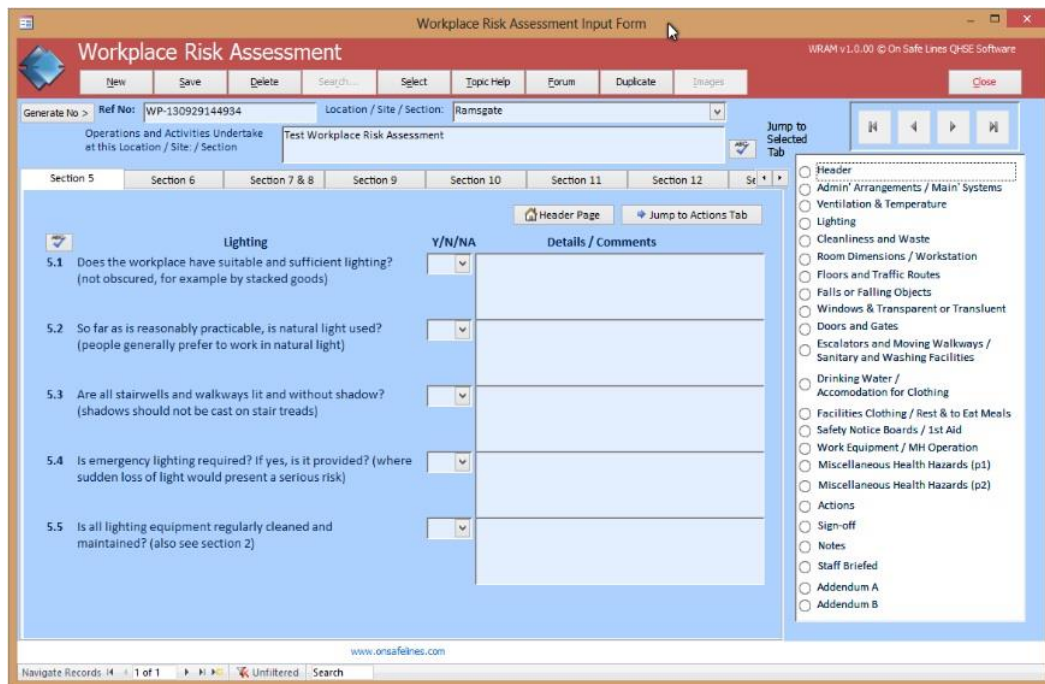 Workplace Risk Assessment Input Form
Workplace Risk Assessment
WRAM v1.0.00 © On Safe Lines QHSE Software
New Save Delete Search... Select Topic Help Forum Duplicate Images Close
Generate No > Ref No: WP-130929144934 Location / Site / Section: Ramsgate
Operations and Activities Undertake
at this Location / Site: / Section
Test Workplace Risk Assessment
ABC
Jump to
Selected
Tab
Section 5 Section 6 Section 7 & 8 Section 9 Section 10 Section 11 Section 12 Se
Header Page Jump to Actions Tab
Lighting Y/N/NA Details / Comments
5.1 Does the workplace have suitable and sufficient lighting?
(not obscured, for example by stacked goods)
5.2 So far as is reasonably practicable, is natural light used?
(people generally prefer to work in natural light)
5.3 Are all stairwells and walkways lit and without shadow?
(shadows should not be cast on stair treads)
5.4 Is emergency lighting required? If yes, is it provided? (where
sudden loss of light would present a serious risk)
5.5 Is all lighting equipment regularly cleaned and
maintained? (also see section 2)
Header
Admin' Arrangements / Main' Systems
Ventilation & Temperature
Lighting
Cleanliness and Waste
Room Dimensions / Workstation
Floors and Traffic Routes
Falls or Falling Objects
Windows & Transparent or Transluent
Doors and Gates
Escalators and Moving Walkways /
Sanitary and Washing Facilities
Drinking Water /
Accomodation for Clothing
Facilities Clothing / Rest & to Eat Meals
Safety Notice Boards / 1st Aid
Work Equipment / MH Operation
Miscellaneous Health Hazards (p1)
Miscellaneous Health Hazards (p2)
Actions
Sign-off
Notes
Staff Briefed
Addendum A
Addendum B
www.onsafelines.com
Navigate Records 1 of 1 Unfiltered Search